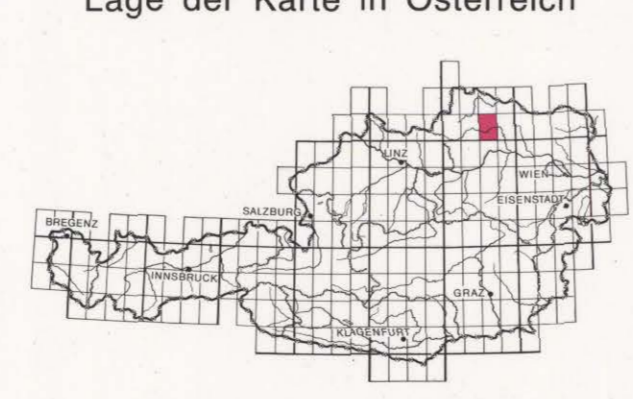 Lage der Karte in Österreich
LINZ
WIEN
EISENSTADT
SALZBURG
BREGENZ
INNSBRUCK
GRAZ
KLAGENFURT